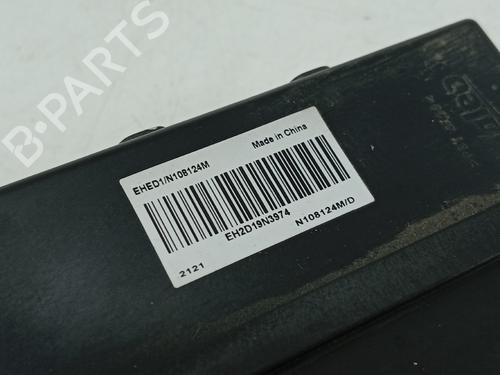 B-PARTS
EHED1/N108124M
Made in China
EH2D19N3974
2121
N108124M/D